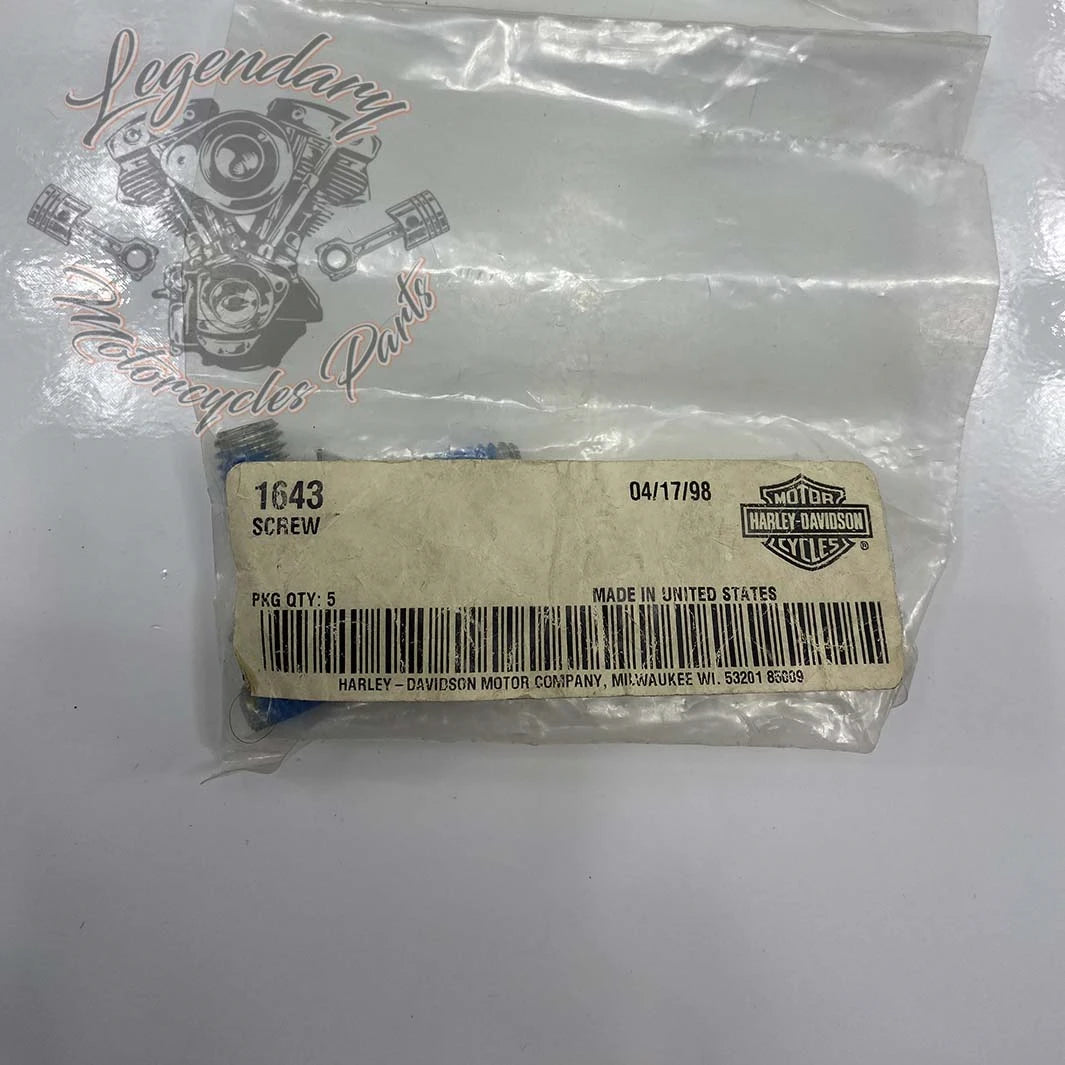 Legendary
Motorcycles Parts
1643
SCREW
04/17/98
MOTOR
HARLEY-DAVIDSON
CYCLES
®
PKG QTY: 5
MADE IN UNITED STATES
HARLEY-DAVIDSON MOTOR COMPANY, MILWAUKEE WI. 53201